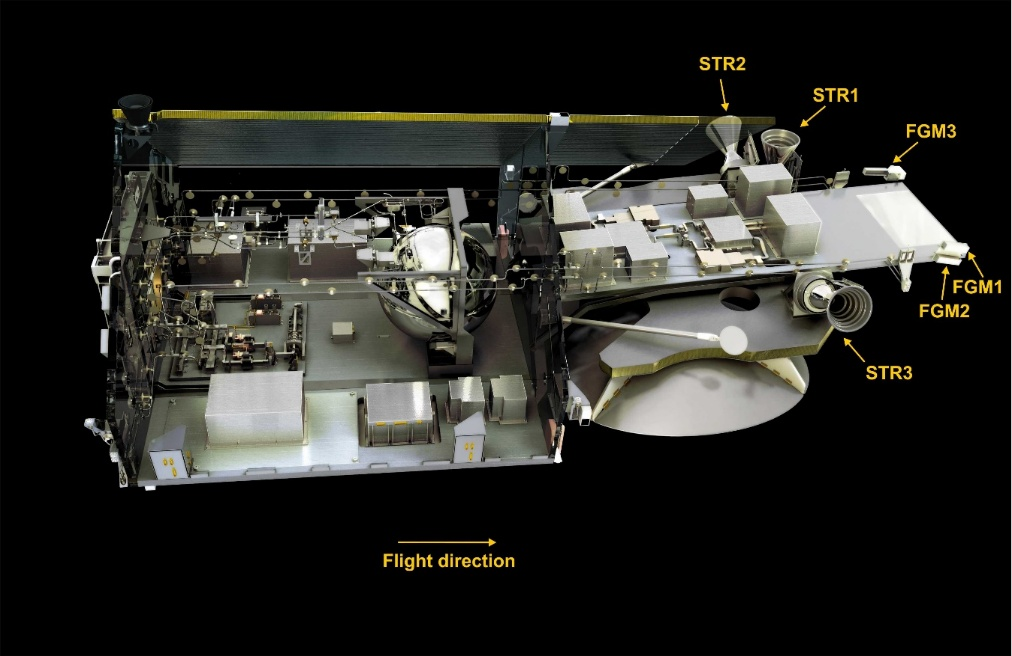 STR2
STR1
FGM3
FGM1
FGM2
STR3
Flight direction